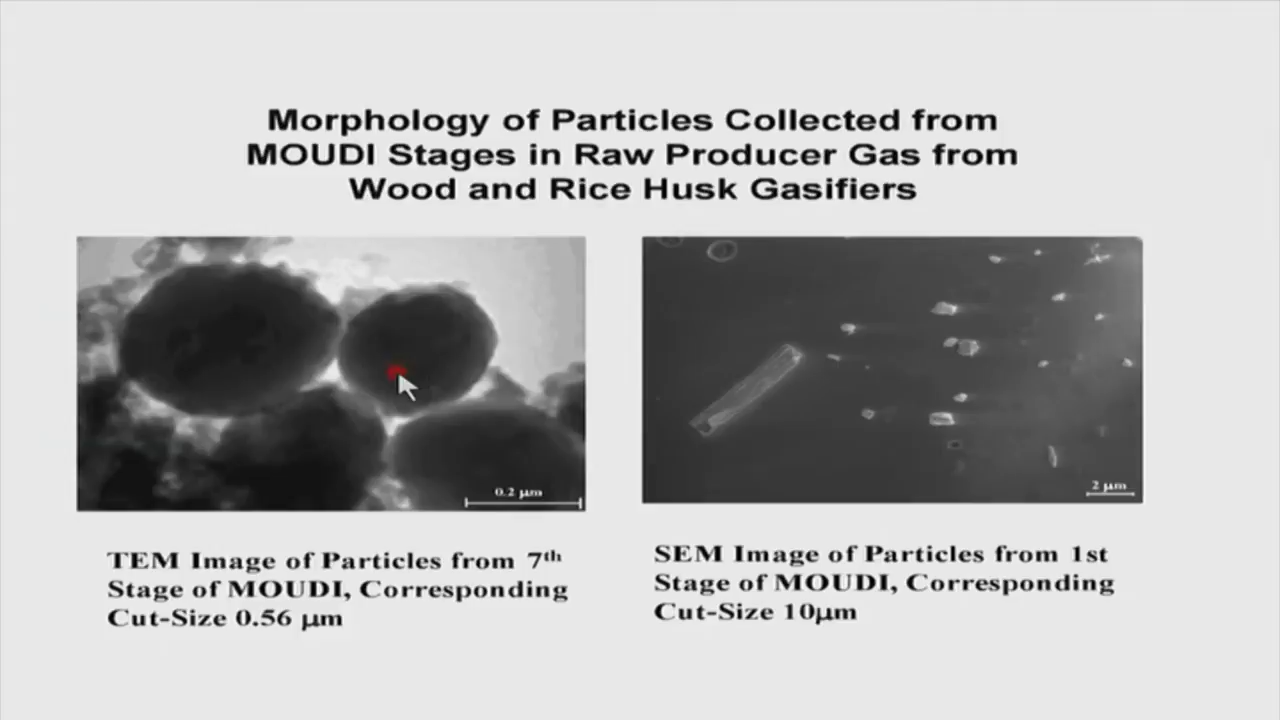 Morphology of Particles Collected from
MOUDI Stages in Raw Producer Gas from
Wood and Rice Husk Gasifiers
0.2 μm
2 μm
TEM Image of Particles from 7th
Stage of MOUDI, Corresponding
Cut-Size 0.56 μm
SEM Image of Particles from 1st
Stage of MOUDI, Corresponding
Cut-Size 10μm